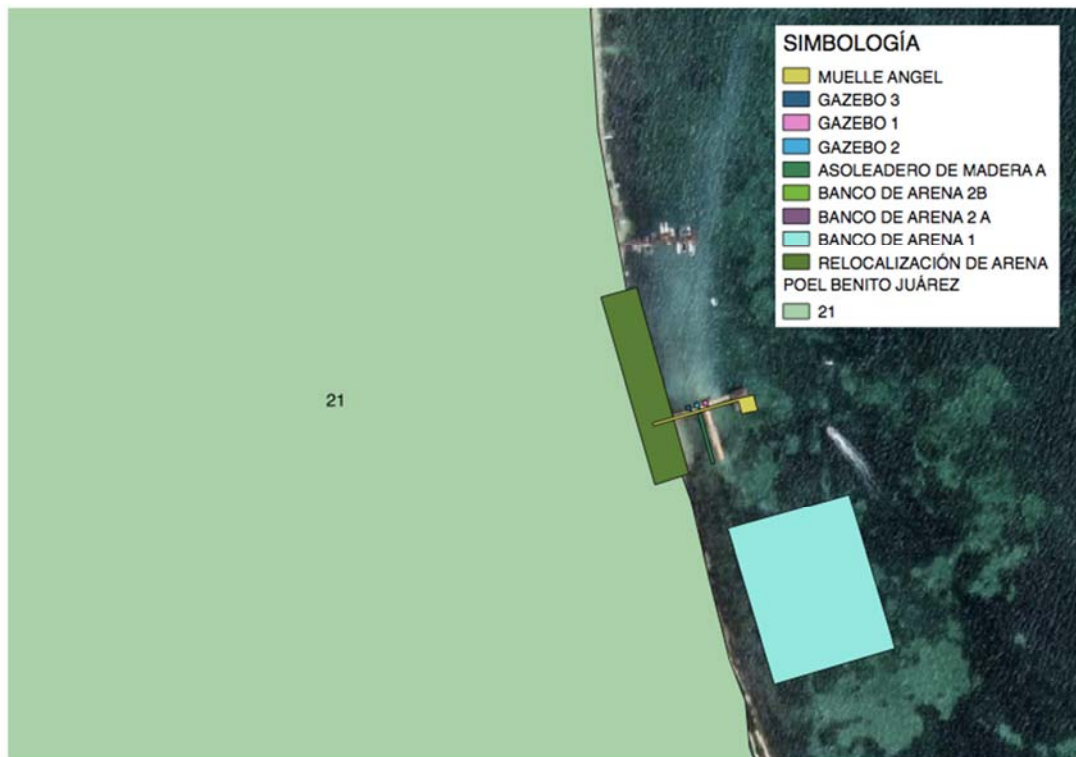 SIMBOLOGÍA
MUELLE ANGEL
GAZEBO 3
GAZEBO 1
GAZEBO 2
ASOLEADERO DE MADERA A
BANCO DE ARENA 2B
BANCO DE ARENA 2 A
BANCO DE ARENA 1
RELOCALIZACIÓN DE ARENA
POEL BENITO JUÁREZ
21
21